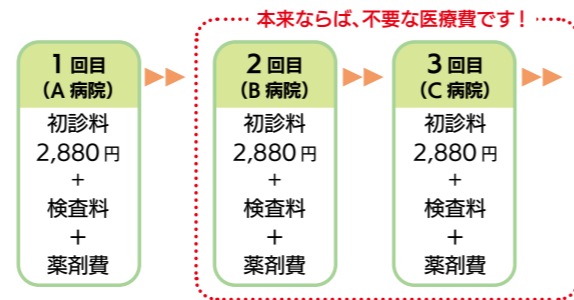 本来ならば、不要な医療費です！
1回目
（A 病院）
初診料
2,880円
+
検査料
+
薬剤費
2回目
（B 病院）
初診料
2,880円
+
検査料
+
薬剤費
3回目
（C 病院）
初診料
2,880円
+
検査料
+
薬剤費